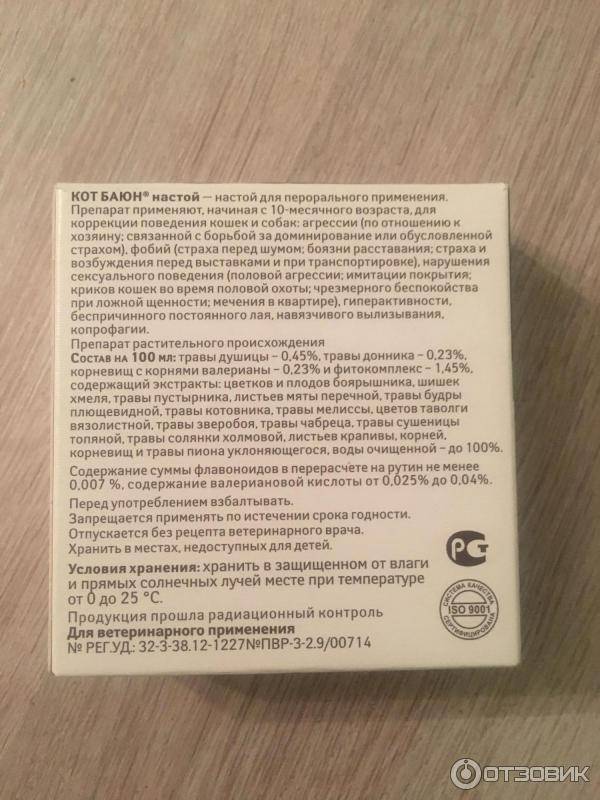 КОТ БАЮН® настой — настой для перорального применения.
Препарат применяют, начиная с 10-месячного возраста, для
коррекции поведения кошек и собак: агрессии (по отношению к
хозяину; связанной с борьбой за доминирование или обусловленной
страхом), фобий (страха перед шумом; боязни расставания; страха и
возбуждения перед выставками и при транспортировке), нарушения
сексуального поведения (половой агрессии; имитации покрытия;
криков кошек во время половой охоты; чрезмерного беспокойства
при ложной щенности; мечения в квартире), гиперактивности,
беспричинного постоянного лая, навязчивого вылизывания,
копрофагии.
Препарат растительного происхождения
Состав на 100 мл: травы душицы – 0,45%, травы донника – 0,23%,
корневищ с корнями валерианы – 0,23% и фитокомплекс – 1,45%,
содержащий экстракты: цветков и плодов боярышника, шишек
хмеля, травы пустырника, листьев мяты перечной, травы будры
плющевидной, травы котовника, травы мелиссы, цветов таволги
вязолистной, травы зверобоя, травы чабреца, травы сушеницы
топяной, травы солянки холмовой, листьев крапивы, корней,
корневищ и травы пиона уклоняющегося, воды очищенной – до 100%.
Содержание суммы флавоноидов в перерасчёте на рутин не менее
0,007 %, содержание валериановой кислоты от 0,025% до 0,04%.
Перед употреблением взбалтывать.
Запрещается применять по истечении срока годности.
Отпускается без рецепта ветеринарного врача.
Хранить в местах, недоступных для детей.
Условия хранения: хранить в защищенном от влаги
и прямых солнечных лучей месте при температуре
от 0 до 25 °C.
Продукция прошла радиационный контроль
Для ветеринарного применения
№ РЕГ.УД.: 32-3-38.12-1227№ПВР-3-2.9/00714
РСТ
СИСТЕМА КАЧЕСТВА
ISO 9001
СЕРТИФИЦИРОВАНА
ОТЗОВИК